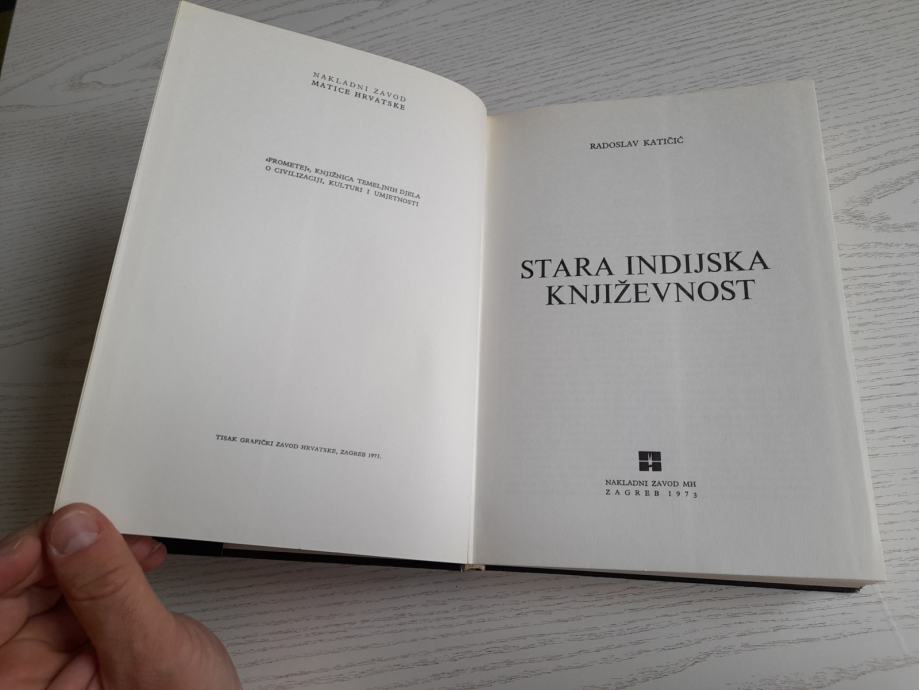 NAKLADNI ZAVOD
MATICE HRVATSKE
»PROMETEJ«, KNJIŽNICA TEMELJNIH DJELA
O CIVILIZACIJI, KULTURI I UMJETNOSTI
TISAK GRAFIČKI ZAVOD HRVATSKE, ZAGREB 1971.
RADOSLAV KATIČIĆ
STARA INDIJSKA
KNJIŽEVNOST
NAKLADNI ZAVOD MH
ZAGREB 1973